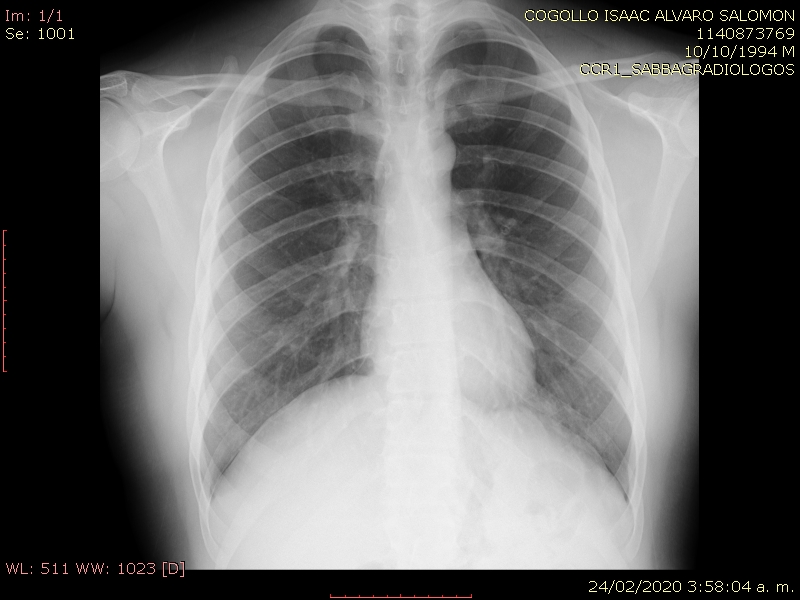 Im: 1/1
Se: 1001
COGOLLO ISAAC ALVARO SALOMON
1140873769
10/10/1994 M
CCR1_SABBAGRADIOLOGOS
WL: 511 WW: 1023 [D]
24/02/2020 3:58:04 a. m.